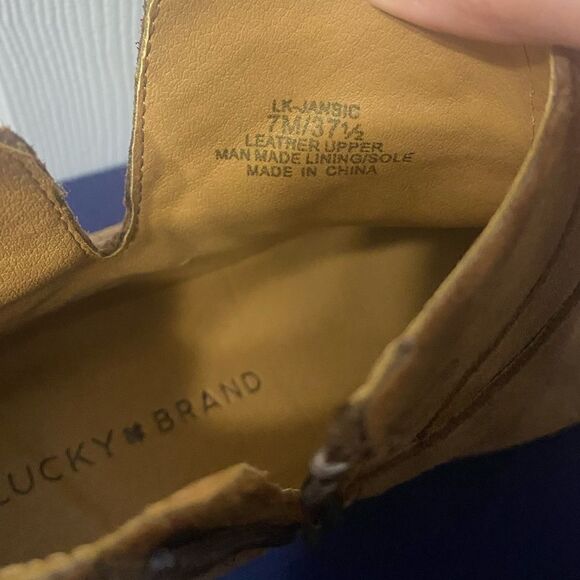 LK-JANSIC
7M/37½
LEATHER UPPER
MAN MADE LINING/SOLE
MADE IN CHINA
LUCKY BRAND